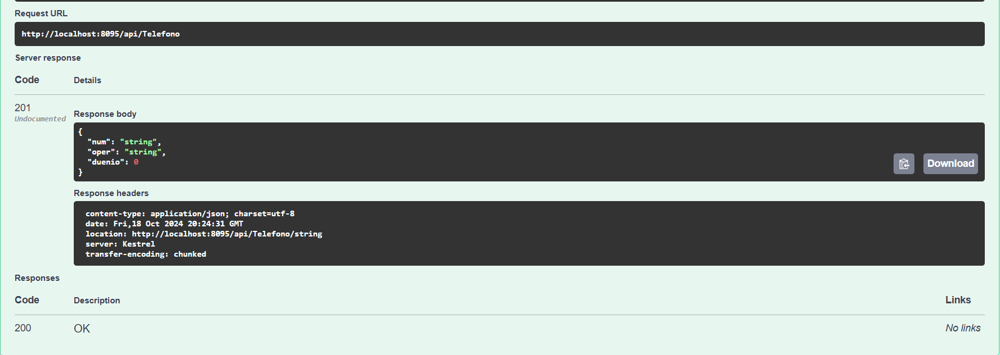 Request URL
http://localhost:8095/api/Telefono
Server response
Code Details
201
Undocumented
Response body
{
  "num": "string",
  "oper": "string",
  "duenio": 0
}
Download
Response headers
content-type: application/json; charset=utf-8
date: Fri,18 Oct 2024 20:24:31 GMT
location: http://localhost:8095/api/Telefono/string
server: Kestrel
transfer-encoding: chunked
Responses
Code Description Links
200 OK No links